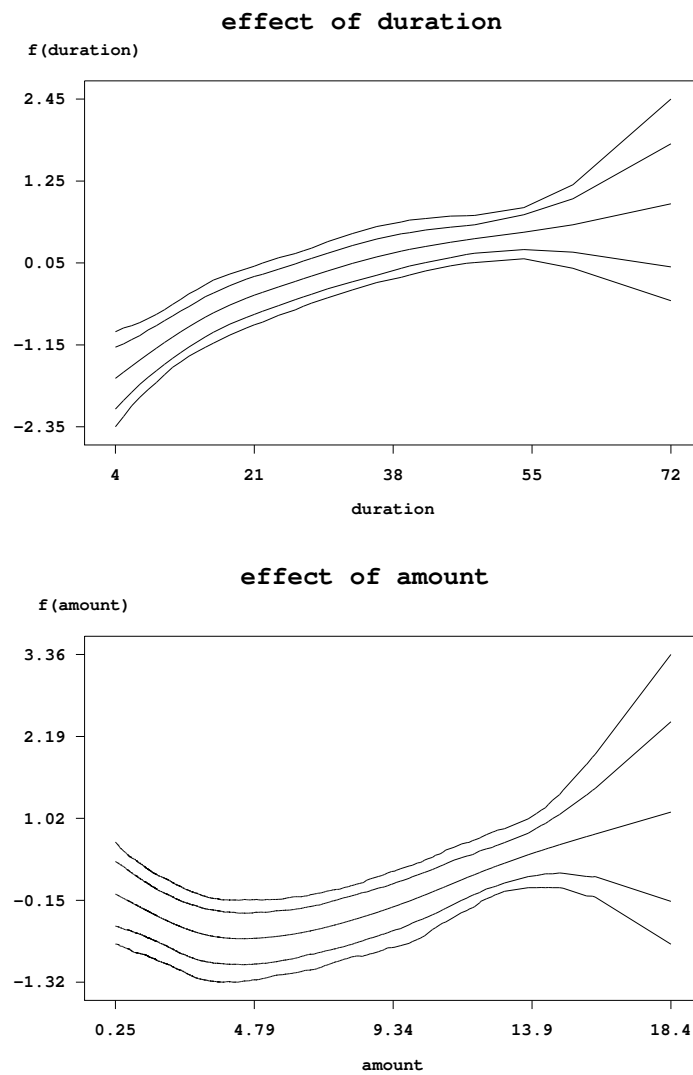 effect of duration
f(duration)
2.45
1.25
0.05
−1.15
−2.35
4 21 38 55 72
duration
effect of amount
f(amount)
3.36
2.19
1.02
−0.15
−1.32
0.25 4.79 9.34 13.9 18.4
amount